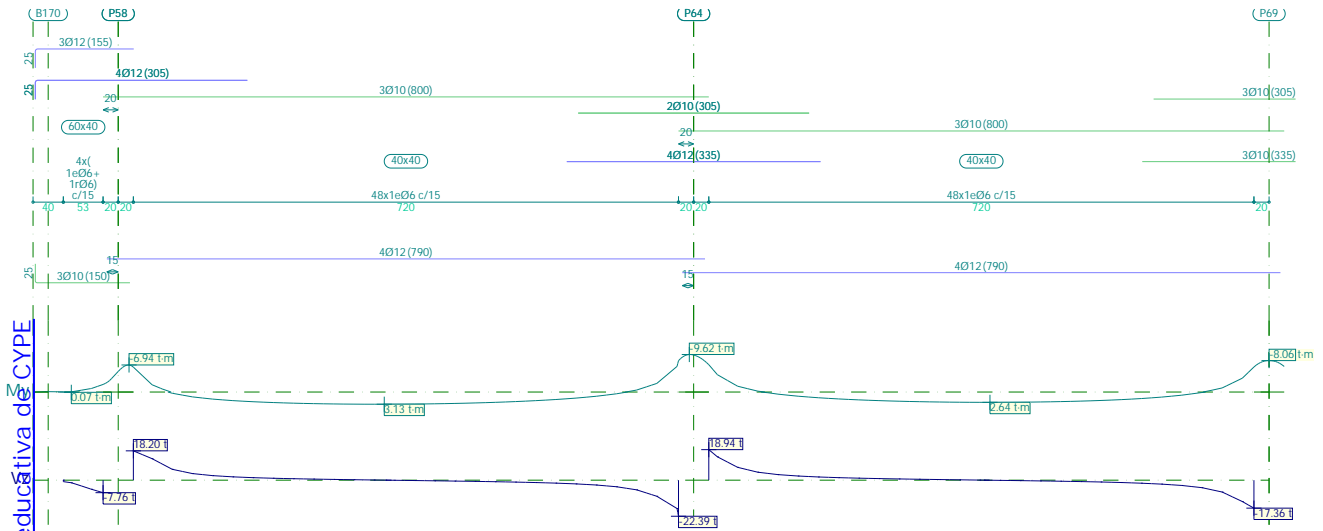 B170 P58 P64 P69
3Ø12 (155)
25
4Ø12 (305)
25
20
3Ø10 (800)
3Ø10 (305)
2Ø10 (305)
60x40
20
3Ø10 (800)
4x(
1eØ6+
1rØ6)
c/15
40x40
4Ø12 (335)
40x40
3Ø10 (335)
48x1eØ6 c/15
48x1eØ6 c/15
40 53 20 20 720 20 20 720 20
4Ø12 (790)
15
25
3Ø10 (150)
4Ø12 (790)
15
educativa de CYPE
-6.94 t·m
-9.62 t·m
-8.06 t·m
0.07 t·m
3.13 t·m
2.64 t·m
18.20 t
18.94 t
-7.76 t
-22.39 t
-17.36 t